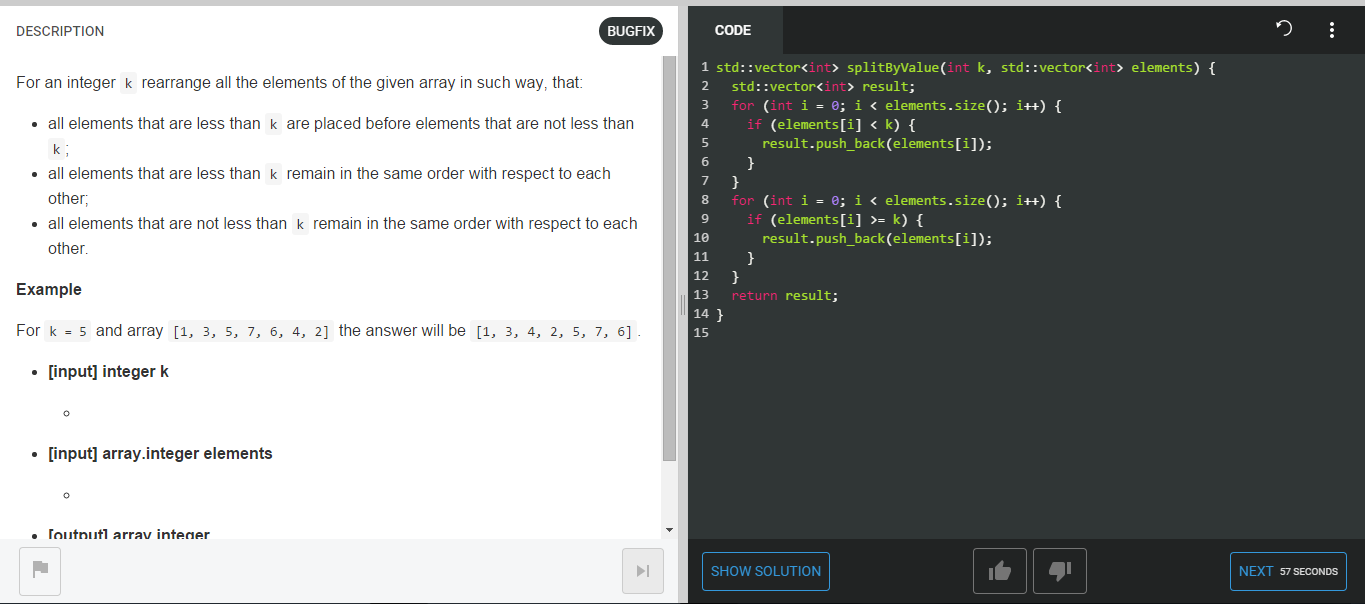 DESCRIPTION
BUGFIX
For an integer k rearrange all the elements of the given array in such way, that:
• all elements that are less than k are placed before elements that are not less than
k ;
• all elements that are less than k remain in the same order with respect to each
other;
• all elements that are not less than k remain in the same order with respect to each
other.
Example
For k = 5 and array [1, 3, 5, 7, 6, 4, 2] the answer will be [1, 3, 4, 2, 5, 7, 6] .
• [input] integer k
• [input] array.integer elements
• [output] array.integer
CODE
1 std::vector<int> splitByValue(int k, std::vector<int> elements) {
2   std::vector<int> result;
3   for (int i = 0; i < elements.size(); i++) {
4     if (elements[i] < k) {
5       result.push_back(elements[i]);
6     }
7   }
8   for (int i = 0; i < elements.size(); i++) {
9     if (elements[i] >= k) {
10       result.push_back(elements[i]);
11     }
12   }
13   return result;
14 }
15
SHOW SOLUTION
NEXT 57 SECONDS